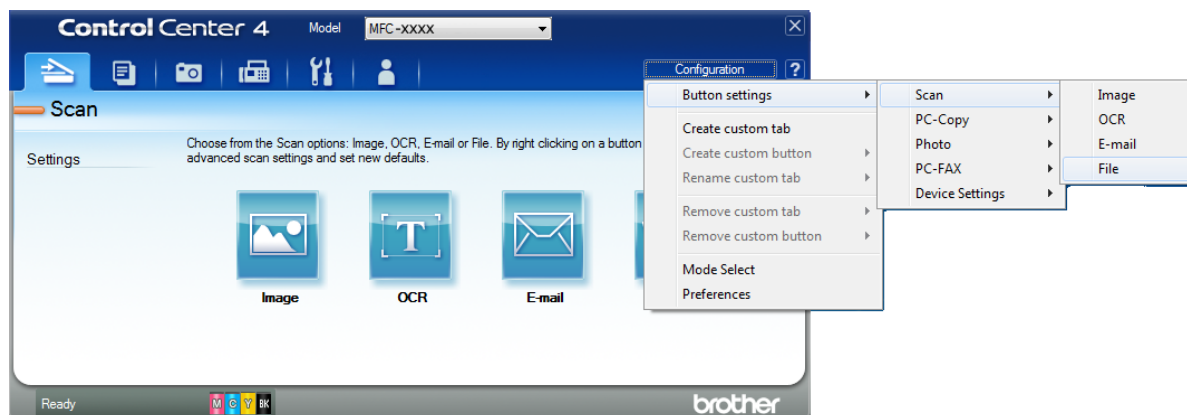 ControlCenter 4
Model
MFC-XXXX
Configuration
?
Scan
Settings
Choose from the Scan options: Image, OCR, E-mail or File. By right clicking on a button
advanced scan settings and set new defaults.
T
Image
OCR
E-mail
Button settings
Create custom tab
Create custom button
Rename custom tab
Remove custom tab
Remove custom button
Mode Select
Preferences
Scan
PC-Copy
Photo
PC-FAX
Device Settings
Image
OCR
E-mail
File
Ready
M C Y BK
brother